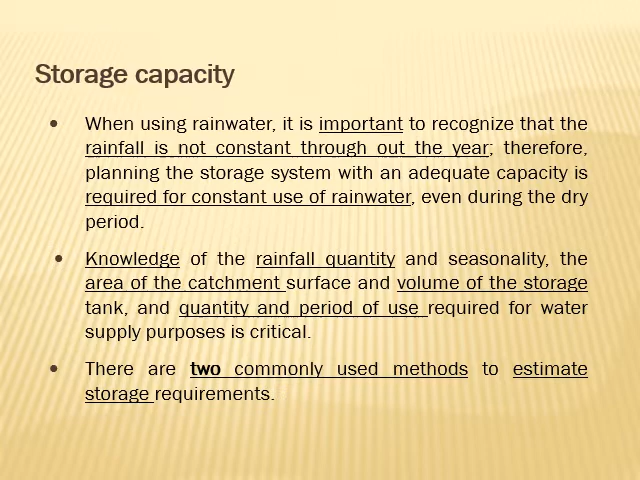 Storage capacity
• When using rainwater, it is important to recognize that the
rainfall is not constant through out the year; therefore,
planning the storage system with an adequate capacity is
required for constant use of rainwater, even during the dry
period.
• Knowledge of the rainfall quantity and seasonality, the
area of the catchment surface and volume of the storage
tank, and quantity and period of use required for water
supply purposes is critical.
• There are two commonly used methods to estimate
storage requirements.